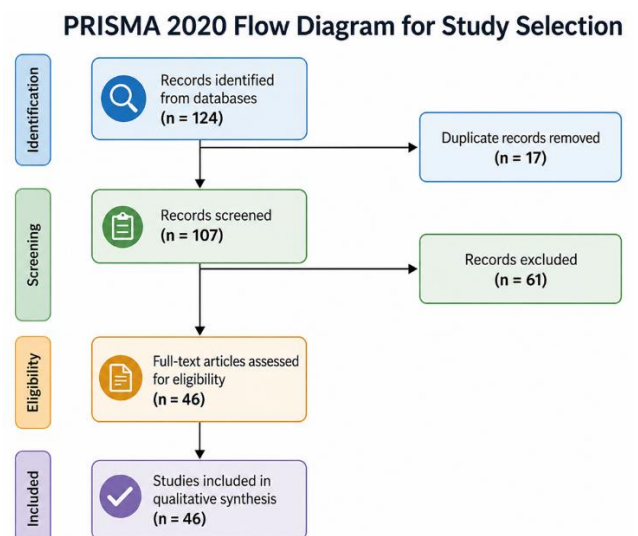 PRISMA 2020 Flow Diagram for Study Selection
Identification
Records identified
from databases
(n = 124)
Duplicate records removed
(n = 17)
Screening
Records screened
(n = 107)
Records excluded
(n = 61)
Eligibility
Full-text articles assessed
for eligibility
(n = 46)
Included
Studies included in
qualitative synthesis
(n = 46)